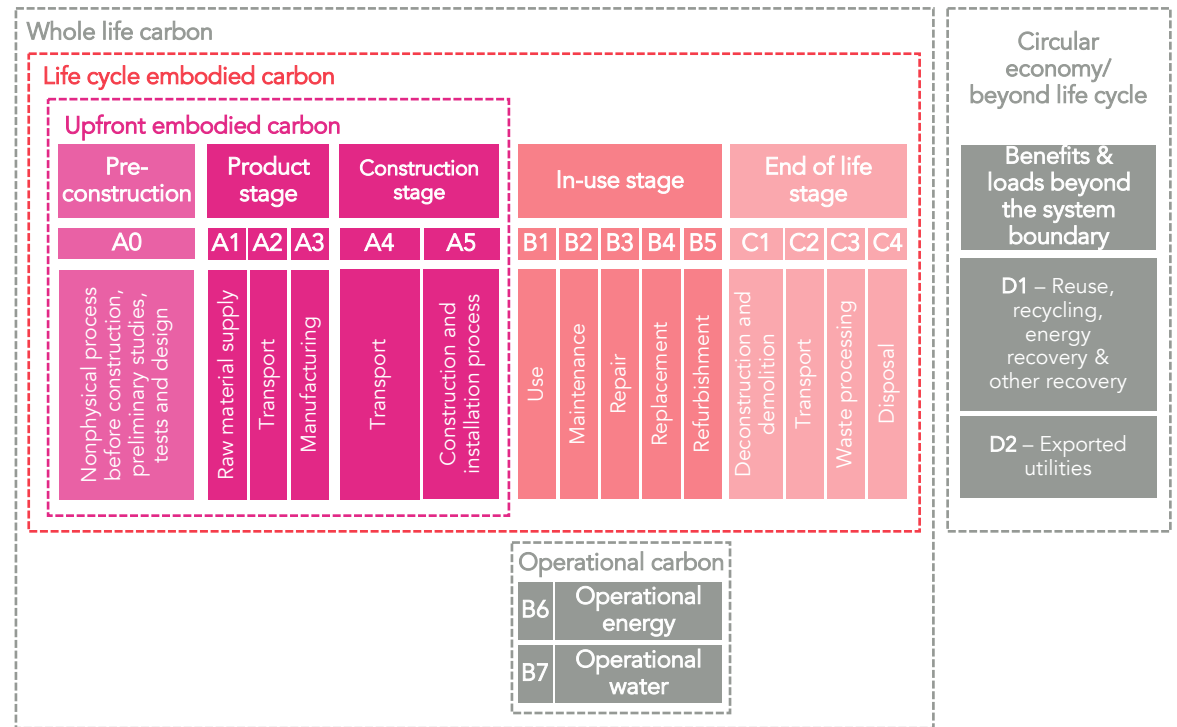 Whole life carbon
Life cycle embodied carbon
Upfront embodied carbon
Pre-
construction
Product
stage
Construction
stage
In-use stage
End of life
stage
A0
A1
A2
A3
A4
A5
B1
B2
B3
B4
B5
C1
C2
C3
C4
Nonphysical process
before construction,
preliminary studies,
tests and design
Raw material supply
Transport
Manufacturing
Transport
Construction and
installation process
Use
Maintenance
Repair
Replacement
Refurbishment
Deconstruction and
demolition
Transport
Waste processing
Disposal
Operational carbon
B6
Operational
energy
B7
Operational
water
Circular
economy/
beyond life cycle
Benefits &
loads beyond
the system
boundary
D1 – Reuse,
recycling,
energy
recovery &
other recovery
D2 – Exported
utilities